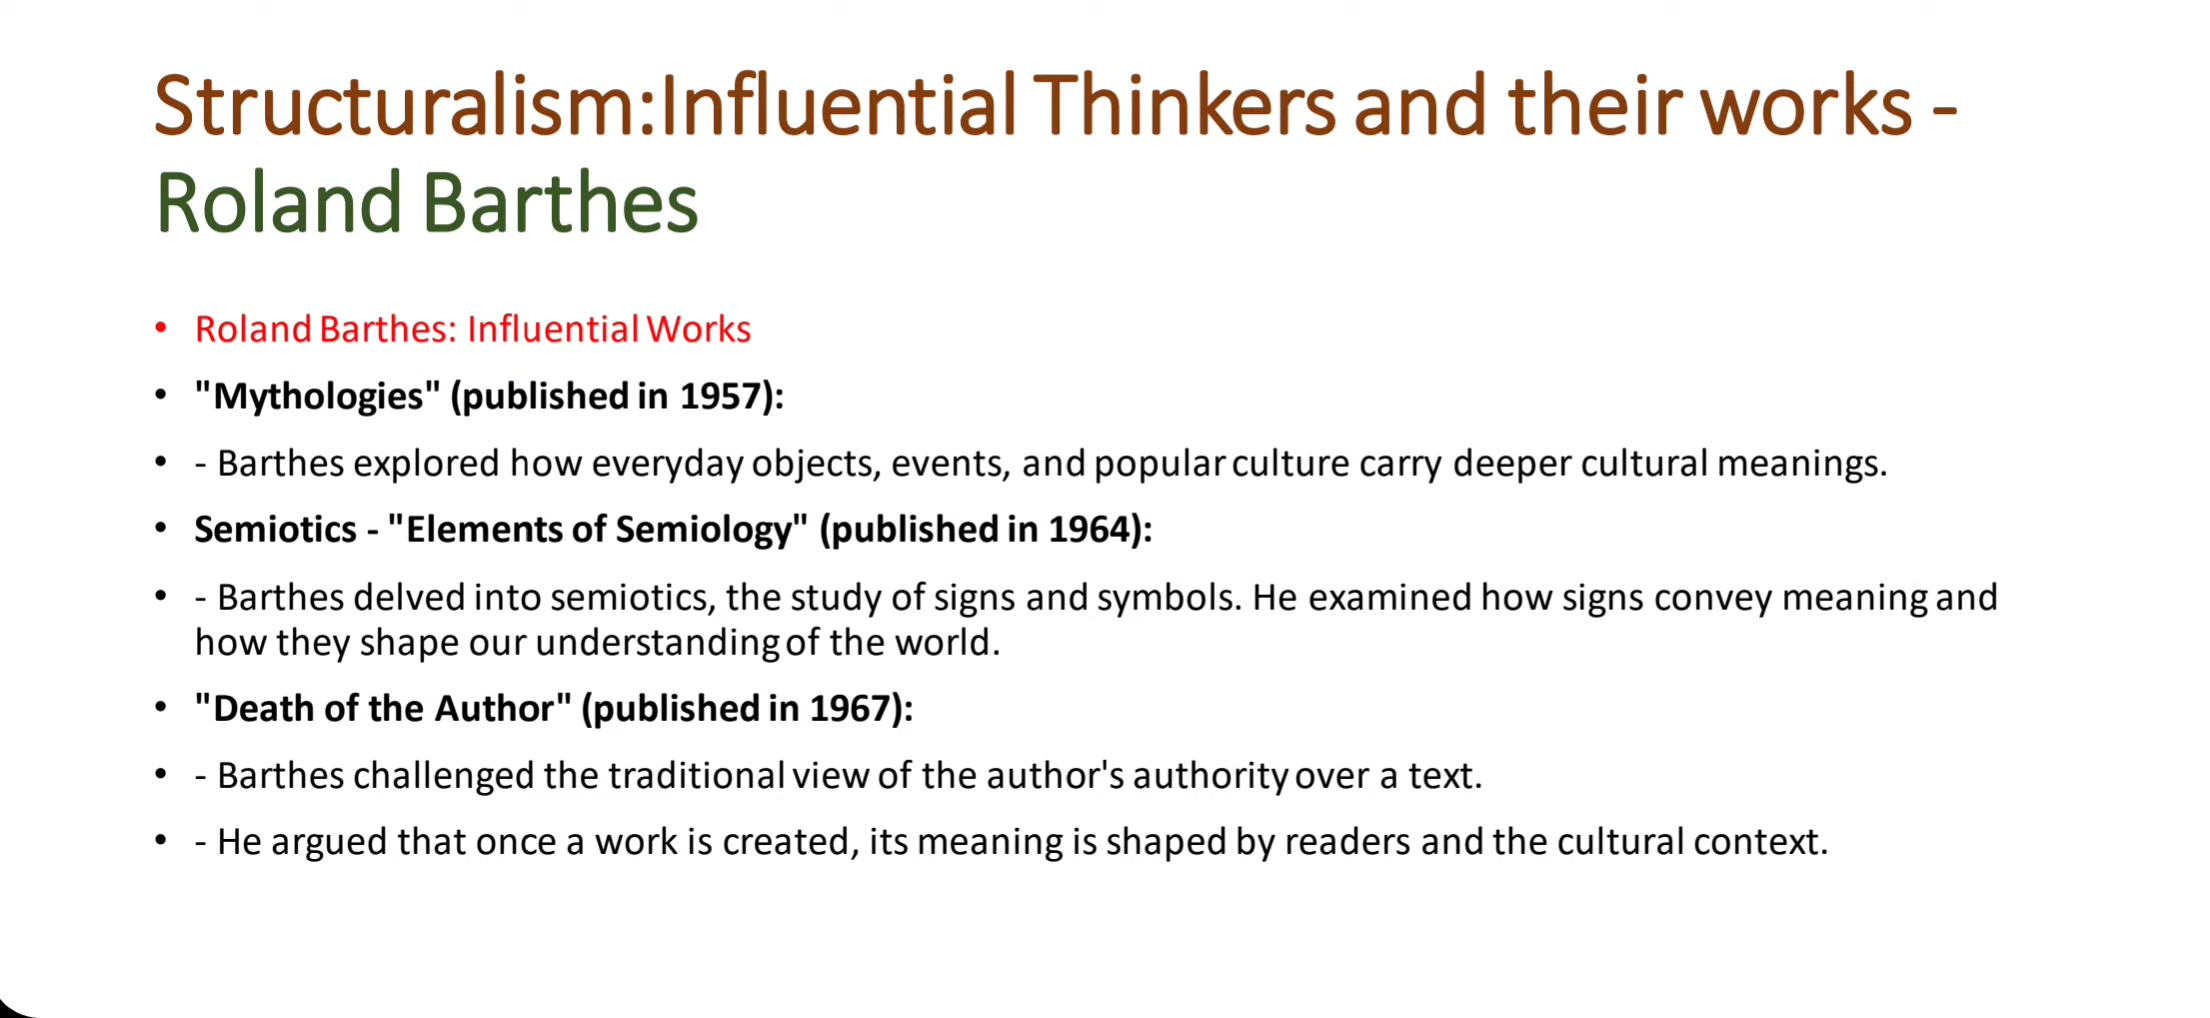 Structuralism:Influential Thinkers and their works -
Roland Barthes
• Roland Barthes: Influential Works
• "Mythologies" (published in 1957):
• - Barthes explored how everyday objects, events, and popular culture carry deeper cultural meanings.
• Semiotics - "Elements of Semiology" (published in 1964):
• - Barthes delved into semiotics, the study of signs and symbols. He examined how signs convey meaning and
how they shape our understanding of the world.
• "Death of the Author" (published in 1967):
• - Barthes challenged the traditional view of the author's authority over a text.
• - He argued that once a work is created, its meaning is shaped by readers and the cultural context.